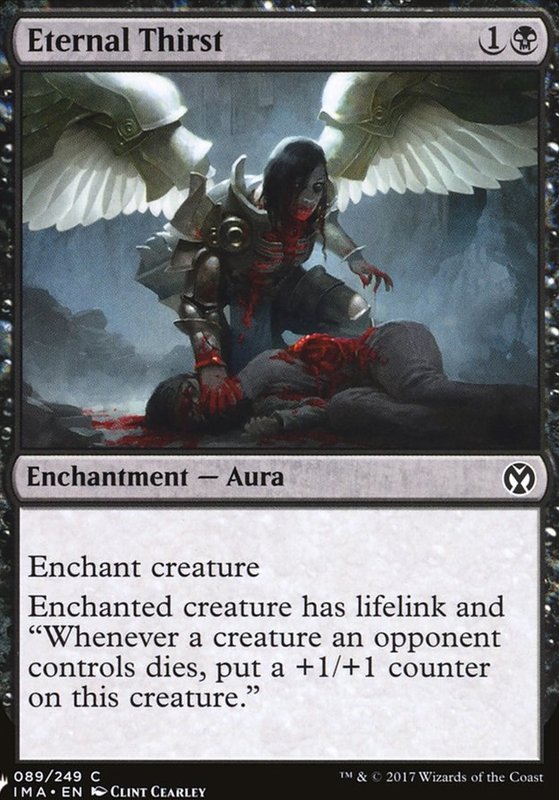 Eternal Thirst 1
Enchantment — Aura
Enchant creature
Enchanted creature has lifelink and
“Whenever a creature an opponent
controls dies, put a +1/+1 counter
on this creature.”
089/249 C
IMA • EN Clint Cearley
™ & © 2017 Wizards of the Coast